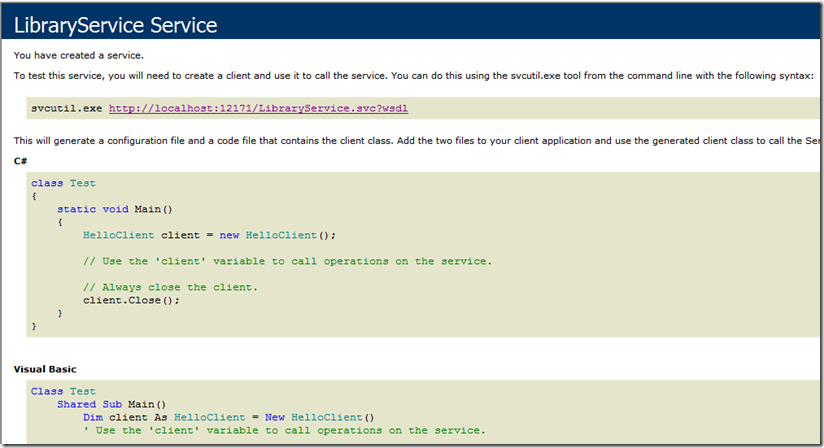 LibraryService Service
You have created a service.
To test this service, you will need to create a client and use it to call the service. You can do this using the svcutil.exe tool from the command line with the following syntax:
svcutil.exe http://localhost:12171/LibraryService.svc?wsdl
This will generate a configuration file and a code file that contains the client class. Add the two files to your client application and use the generated client class to call the Ser
C#
class Test
{
    static void Main()
    {
        HelloClient client = new HelloClient();
        // Use the 'client' variable to call operations on the service.
        // Always close the client.
        client.Close();
    }
}
Visual Basic
Class Test
    Shared Sub Main()
        Dim client As HelloClient = New HelloClient()
        ' Use the 'client' variable to call operations on the service.